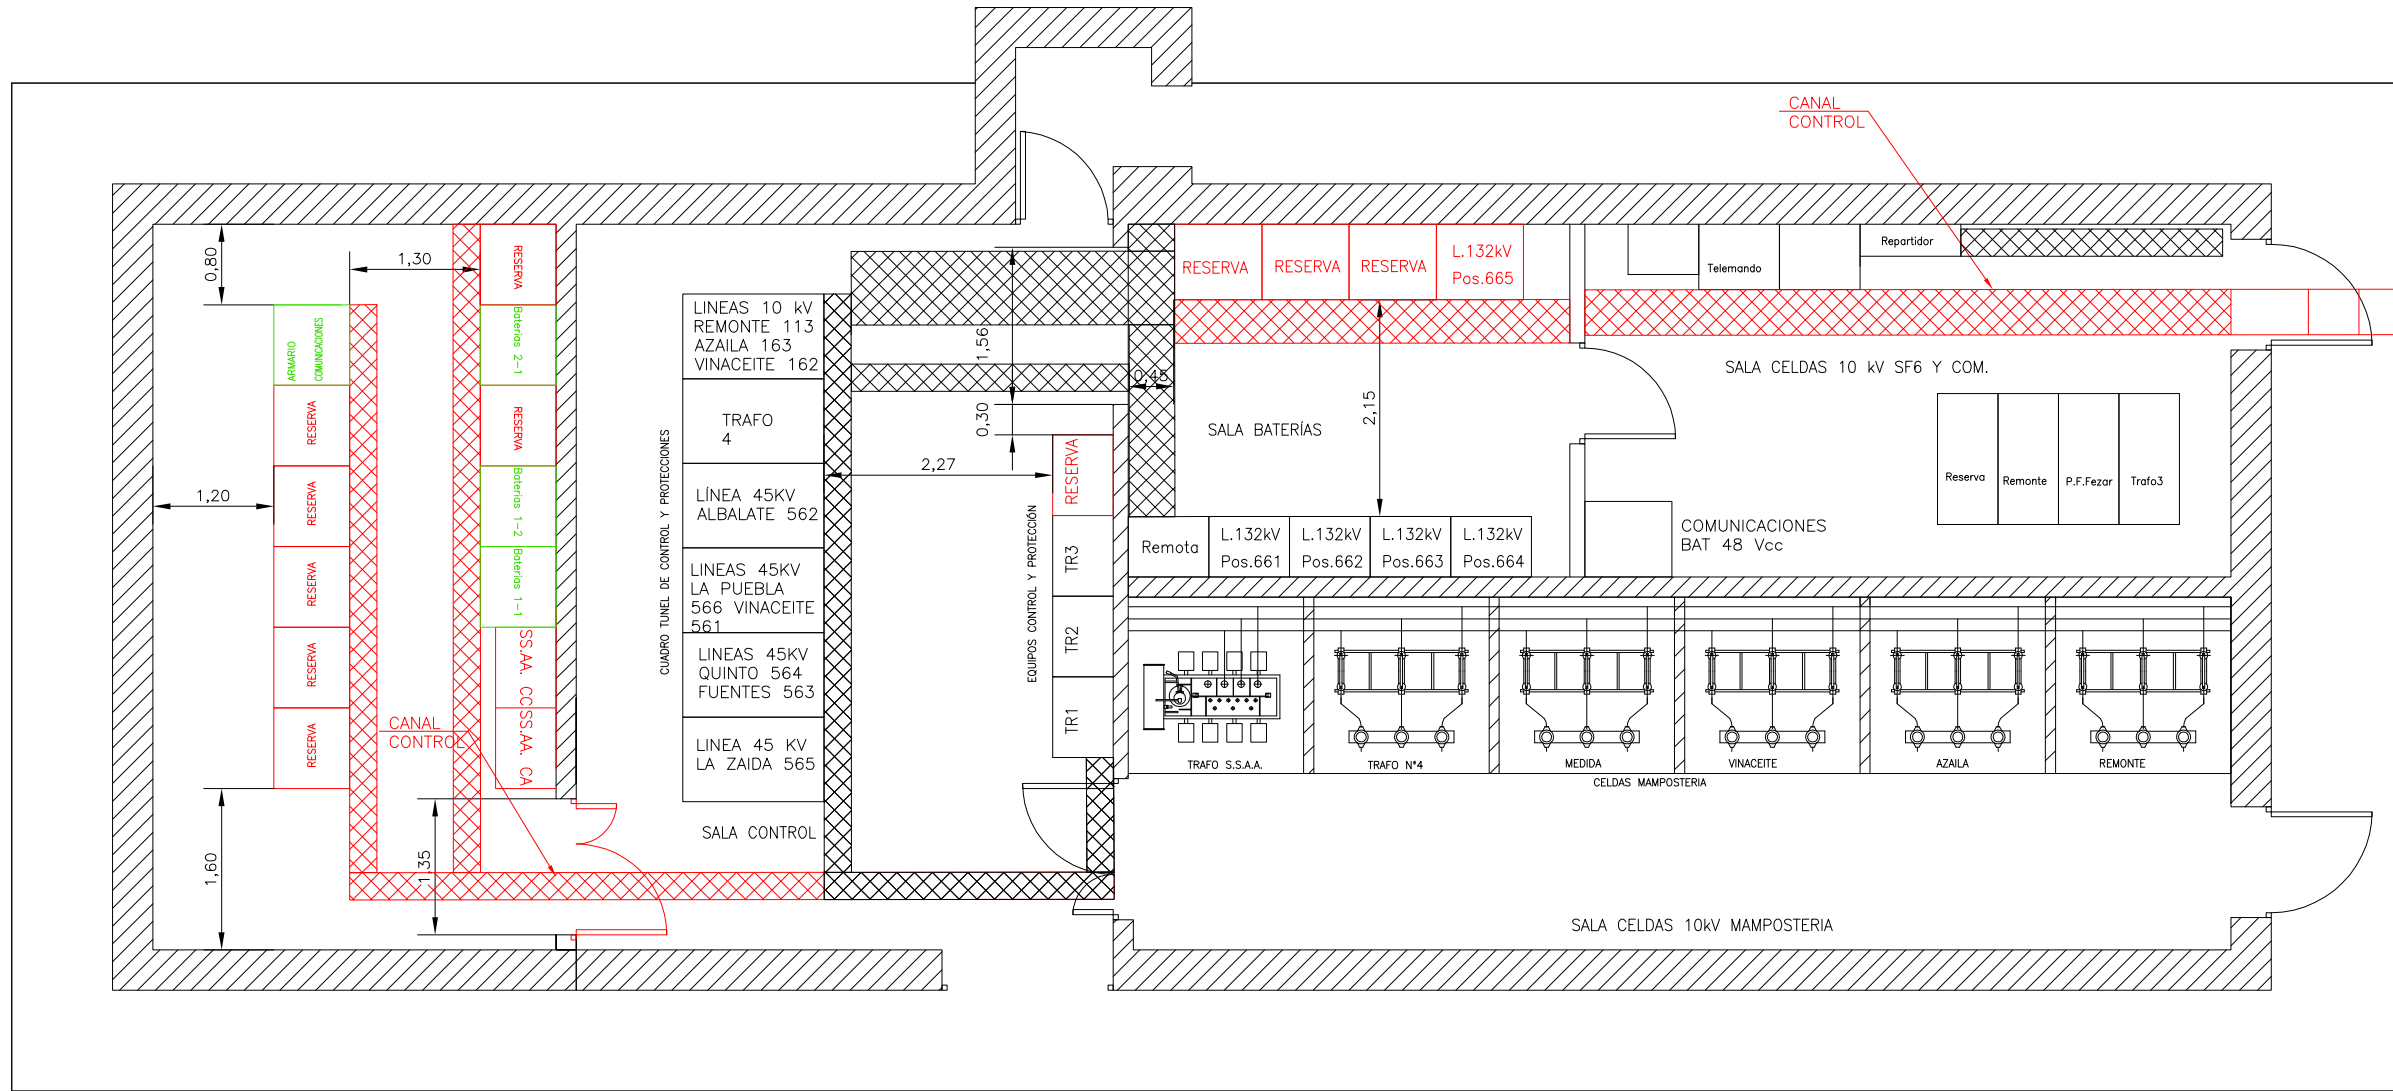 CANAL
CONTROL
0,80
1,30
RESERVA
ARMARIO
COMUNICACIONES
Baterias 2-1
RESERVA
RESERVA
1,20
RESERVA
Baterias 1-2
RESERVA
Baterias 1-1
RESERVA
SS.AA. CC
RESERVA
SS.AA. CA
CANAL
CONTROL
1,60
1,35
CUADRO TUNEL DE CONTROL Y PROTECCIONES
LINEAS 10 kV
REMONTE 113
AZAILA 163
VINACEITE 162
TRAFO
4
LÍNEA 45KV
ALBALATE 562
LINEAS 45KV
LA PUEBLA
566 VINACEITE
561
LINEAS 45KV
QUINTO 564
FUENTES 563
LINEA 45 KV
LA ZAIDA 565
SALA CONTROL
1,56
0,30
2,27
0,45
EQUIPOS CONTROL Y PROTECCIÓN
RESERVA
TR3
TR2
TR1
RESERVA
RESERVA
RESERVA
L.132kV
Pos.665
SALA BATERÍAS
2,15
Remota
L.132kV
Pos.661
L.132kV
Pos.662
L.132kV
Pos.663
L.132kV
Pos.664
Telemando
Repartidor
SALA CELDAS 10 kV SF6 Y COM.
Reserva
Remonte
P.F.Fezar
Trafo3
COMUNICACIONES
BAT 48 Vcc
TRAFO S.S.A.A.
TRAFO Nº4
MEDIDA
VINACEITE
AZAILA
REMONTE
CELDAS MAMPOSTERIA
SALA CELDAS 10kV MAMPOSTERIA